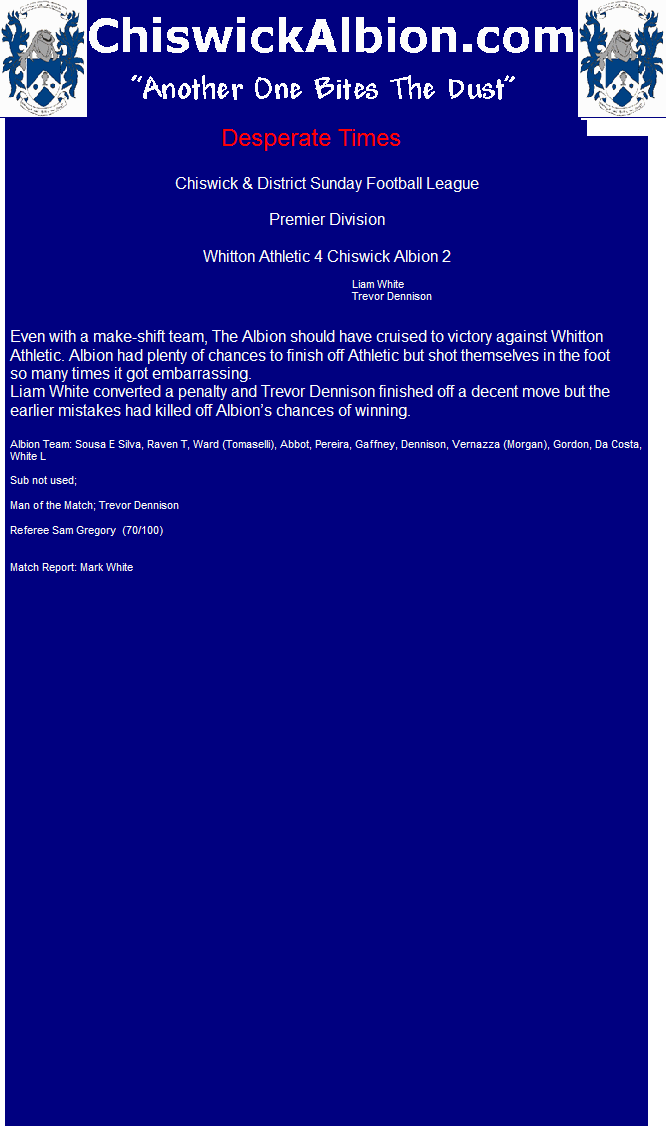 ChiswickAlbion.com
“Another One Bites The Dust”
Desperate Times
Chiswick & District Sunday Football League
Premier Division
Whitton Athletic 4 Chiswick Albion 2
Liam White
Trevor Dennison
Even with a make-shift team, The Albion should have cruised to victory against Whitton
Athletic. Albion had plenty of chances to finish off Athletic but shot themselves in the foot
so many times it got embarrassing.
Liam White converted a penalty and Trevor Dennison finished off a decent move but the
earlier mistakes had killed off Albion’s chances of winning.
Albion Team: Sousa E Silva, Raven T, Ward (Tomaselli), Abbot, Pereira, Gaffney, Dennison, Vernazza (Morgan), Gordon, Da Costa,
White L
Sub not used;
Man of the Match; Trevor Dennison
Referee Sam Gregory (70/100)
Match Report: Mark White